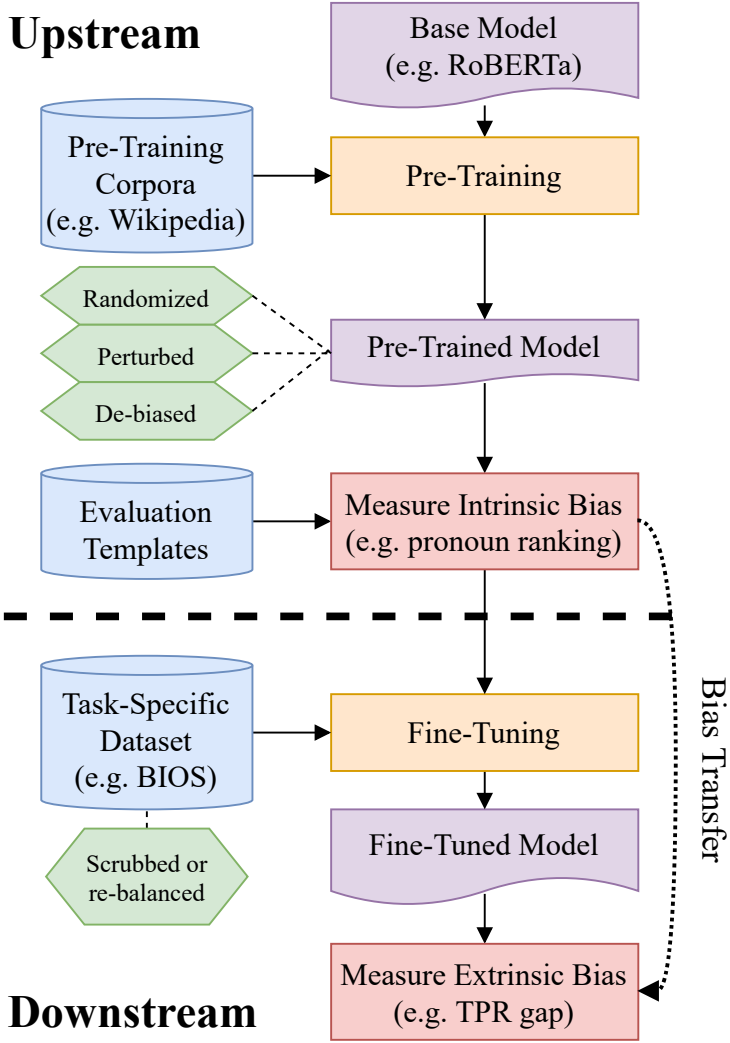 Upstream
Base Model
(e.g. RoBERTa)
Pre-Training
Corpora
(e.g. Wikipedia)
Pre-Training
Randomized
Perturbed
De-biased
Pre-Trained Model
Evaluation
Templates
Measure Intrinsic Bias
(e.g. pronoun ranking)
Task-Specific
Dataset
(e.g. BIOS)
Fine-Tuning
Bias Transfer
Scrubbed or
re-balanced
Fine-Tuned Model
Measure Extrinsic Bias
(e.g. TPR gap)
Downstream